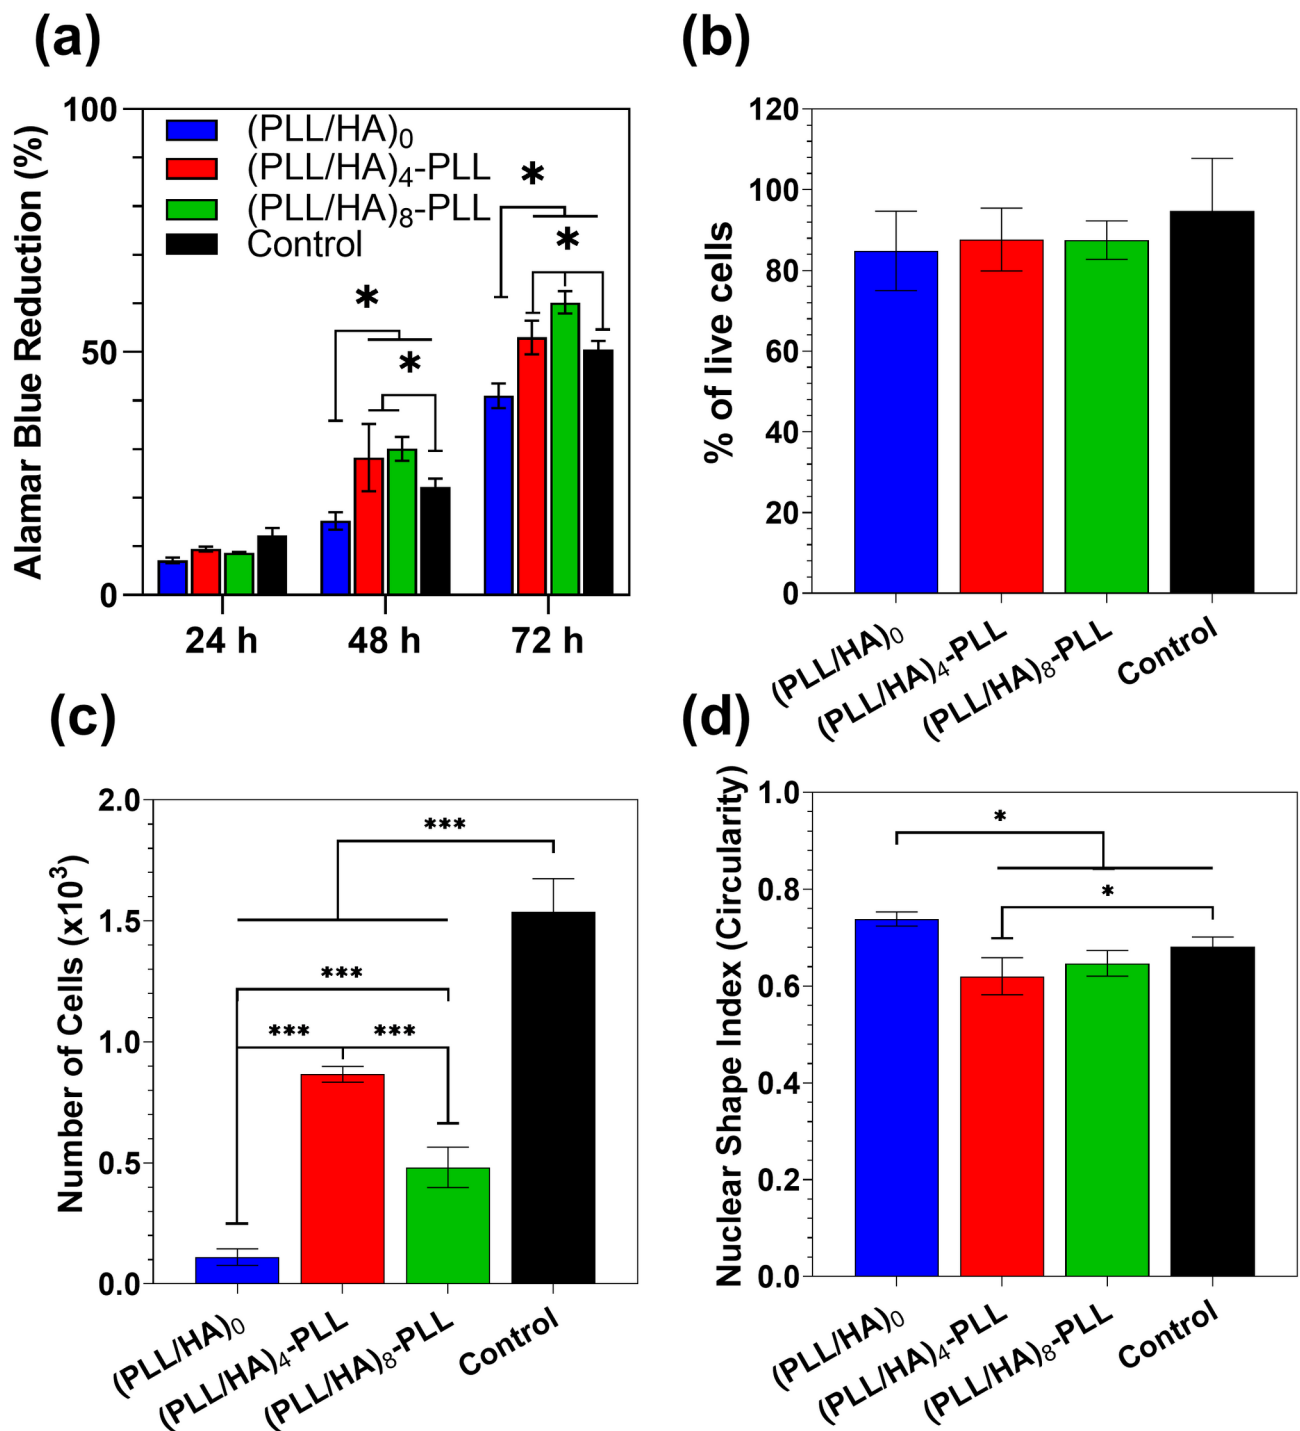 (a)
Alamar Blue Reduction (%)
100
50
0
(PLL/HA)₀
(PLL/HA)₄-PLL
(PLL/HA)₈-PLL
Control
*
*
*
*
24 h
48 h
72 h
(b)
% of live cells
120
100
80
60
40
20
0
(PLL/HA)₀
(PLL/HA)₄-PLL
(PLL/HA)₈-PLL
Control
(c)
Number of Cells (x10³)
2.0
1.5
1.0
0.5
0.0
***
***
***
***
(PLL/HA)₀
(PLL/HA)₄-PLL
(PLL/HA)₈-PLL
Control
(d)
Nuclear Shape Index (Circularity)
1.0
0.8
0.6
0.4
0.2
0.0
*
*
(PLL/HA)₀
(PLL/HA)₄-PLL
(PLL/HA)₈-PLL
Control